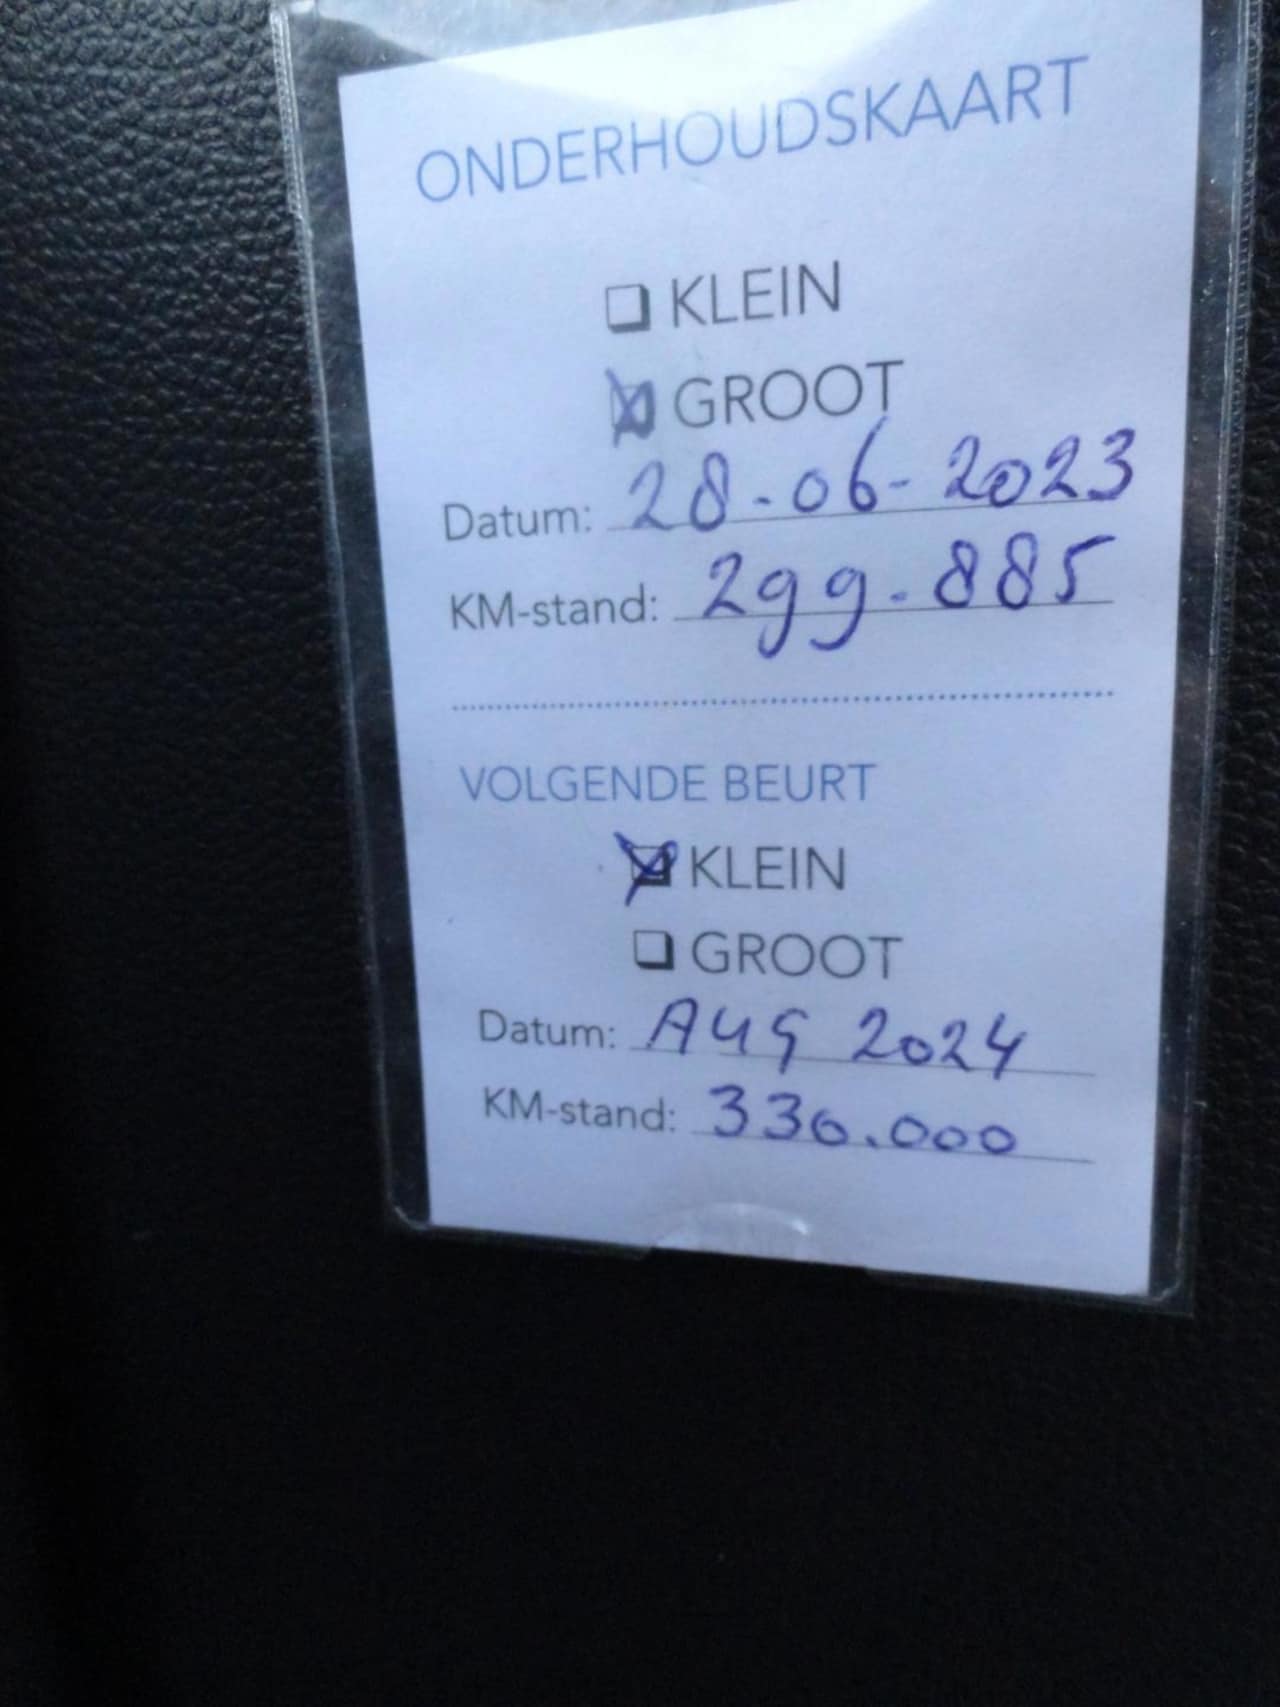 ONDERHOUDSKAART
☐ KLEIN
☒ GROOT
Datum: 28-06-2023
KM-stand: 299.885
VOLGENDE BEURT
☒ KLEIN
☐ GROOT
Datum: AUG 2024
KM-stand: 330.000